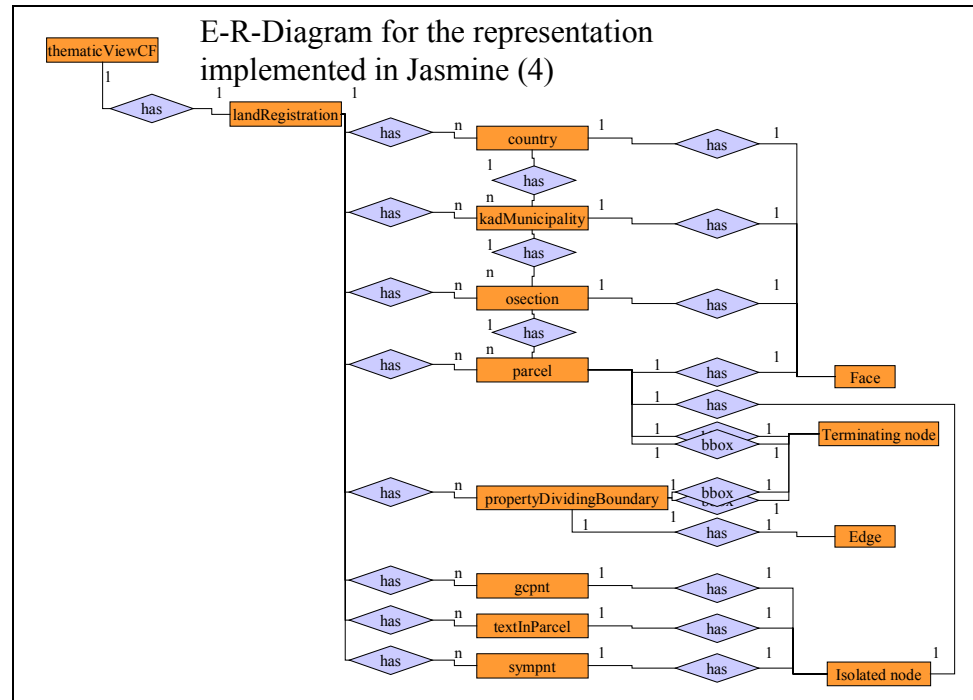 E-R-Diagram for the representation
implemented in Jasmine (4)
thematicViewCF
1
has
1
landRegistration
1
has
n
country
1
has
1
1
has
n
has
n
kadMunicipality
1
has
1
1
has
n
has
n
osection
1
has
1
1
has
n
has
n
parcel
1
has
1
Face
1
has
1
1
1
Terminating node
bbox
1
1
has
n
propertyDividingBoundary
1
bbox
1
1
1
1
1
has
1
Edge
has
n
gcpnt
1
has
1
has
n
textInParcel
1
has
1
has
n
sympnt
1
has
1
Isolated node
1